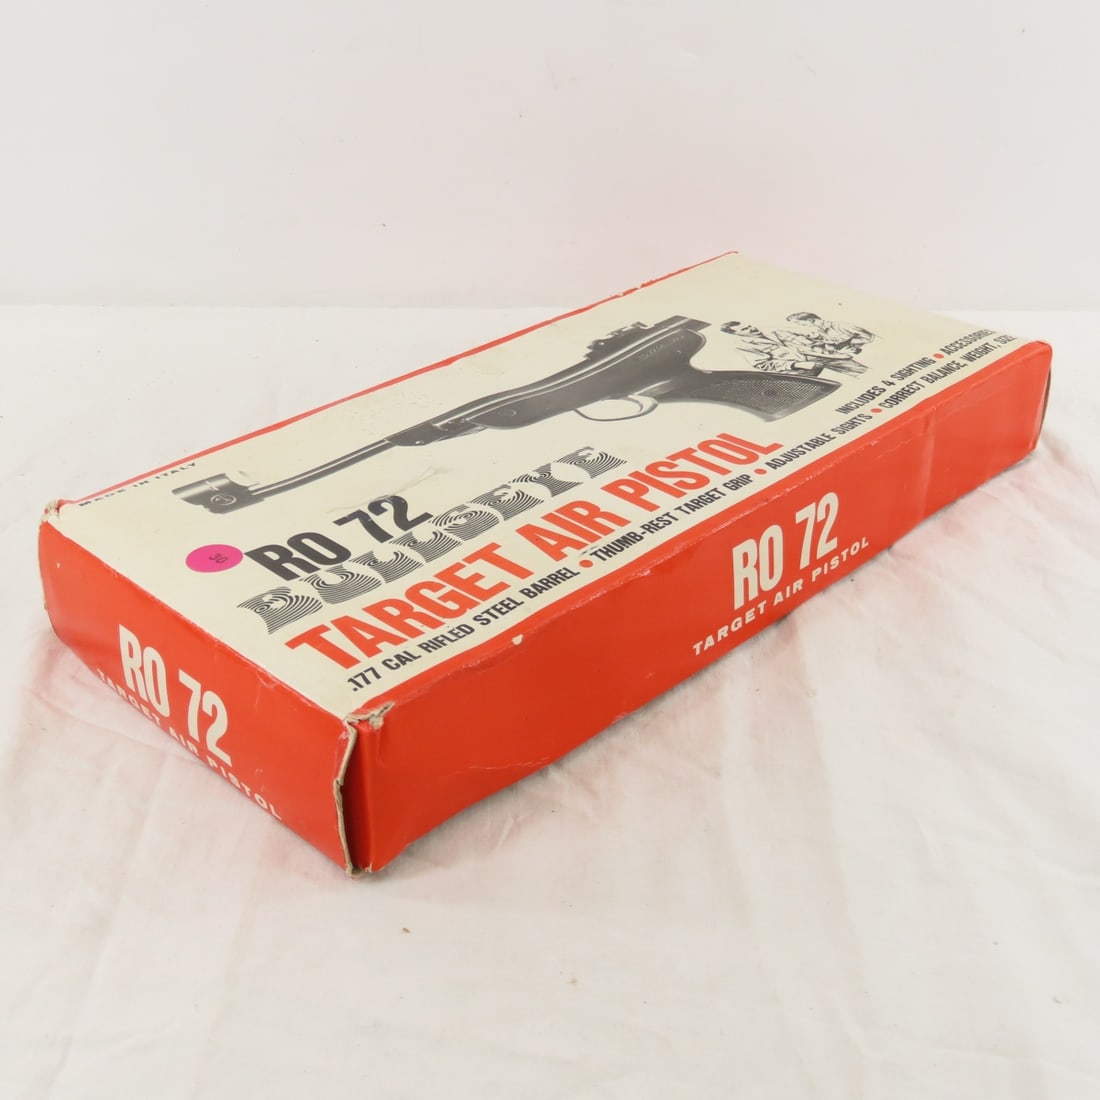 MADE IN ITALY
RO 72
BULLSEYE
TARGET AIR PISTOL
.177 CAL RIFLED STEEL BARREL • THUMB-REST TARGET GRIP • ADJUSTABLE SIGHTS • CORRECT BALANCE WEIGHT, SIZE
INCLUDES 4 SIGHTING • ACCESSORIES
RO 72
TARGET AIR PISTOL
RO 72
TARGET AIR PISTOL